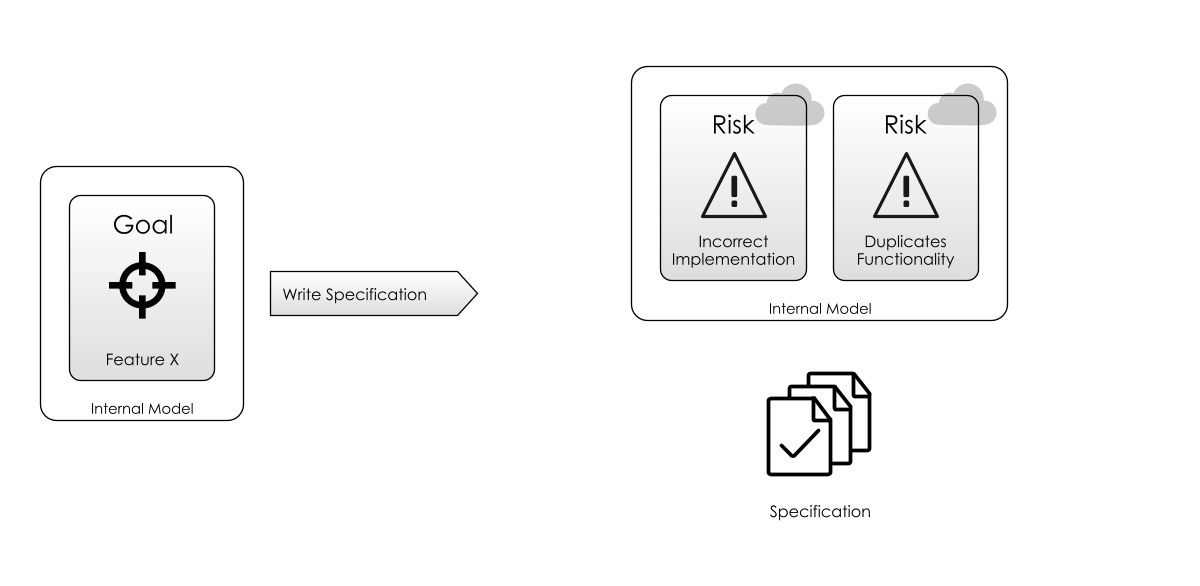 Goal
Feature X
Internal Model
Write Specification
Risk
Incorrect
Implementation
Risk
Duplicates
Functionality
Internal Model
Specification